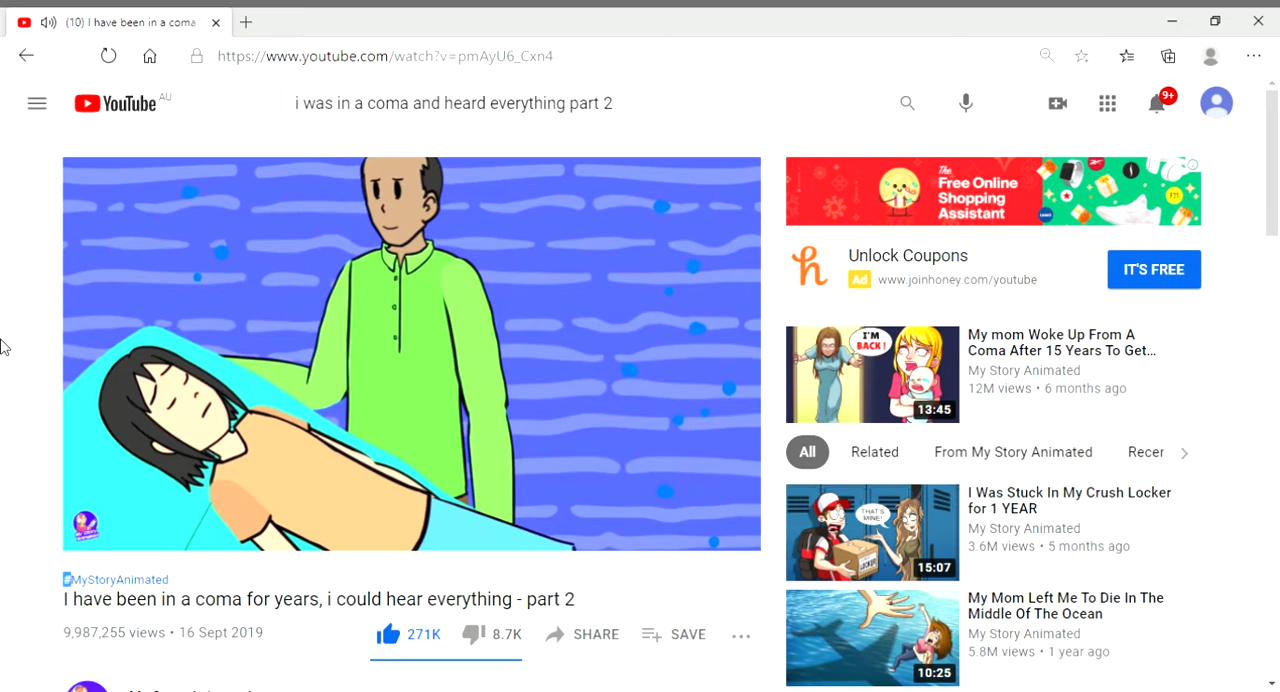 (10) I have been in a coma
https://www.youtube.com/watch?v=pmAyU6_Cxn4
YouTube AU
i was in a coma and heard everything part 2
9+
The
Free Online
Shopping
Assistant
Unlock Coupons
Ad www.joinhoney.com/youtube
IT'S FREE
I'M
BACK!
13:45
My mom Woke Up From A
Coma After 15 Years To Get...
My Story Animated
12M views • 6 months ago
All Related From My Story Animated Recer
THAT'S
MINE!
15:07
I Was Stuck In My Crush Locker
for 1 YEAR
My Story Animated
3.6M views • 5 months ago
10:25
My Mom Left Me To Die In The
Middle Of The Ocean
My Story Animated
5.8M views • 1 year ago
#MyStoryAnimated
I have been in a coma for years, i could hear everything - part 2
9,987,255 views • 16 Sept 2019
271K 8.7K SHARE SAVE